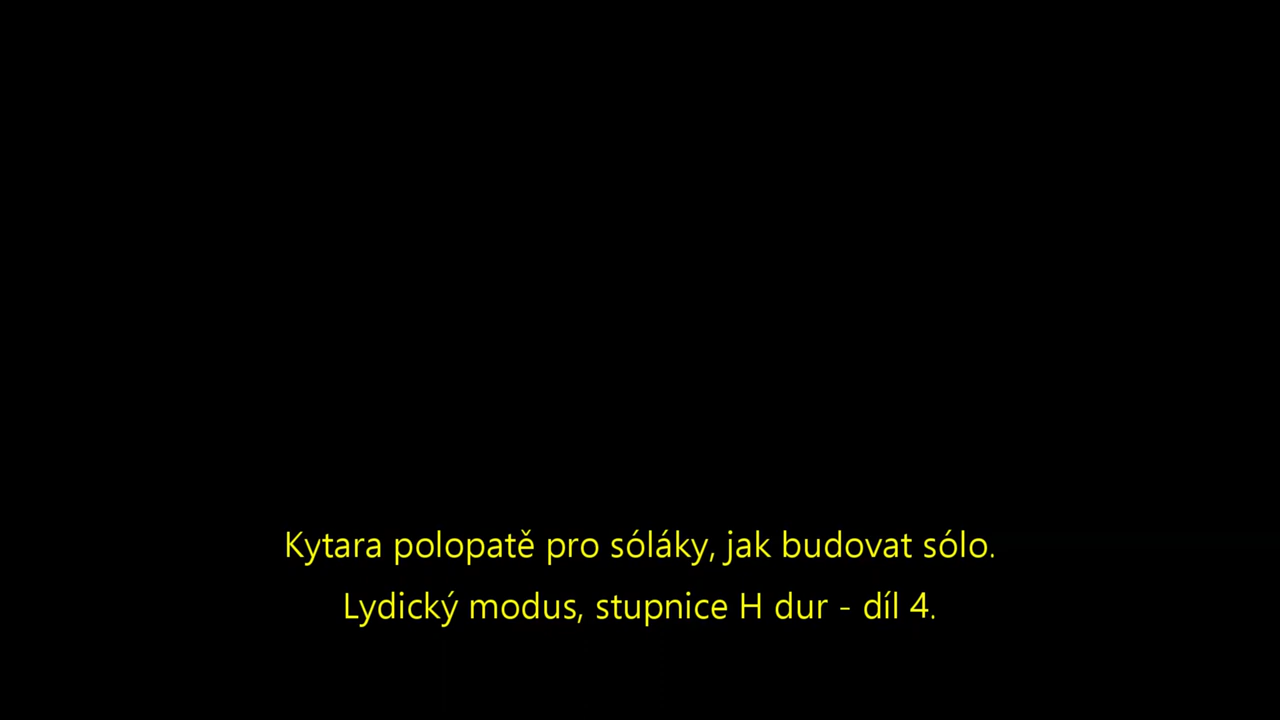 Kytara polopatě pro sóláky, jak budovat sólo.
Lydický modus, stupnice H dur - díl 4.